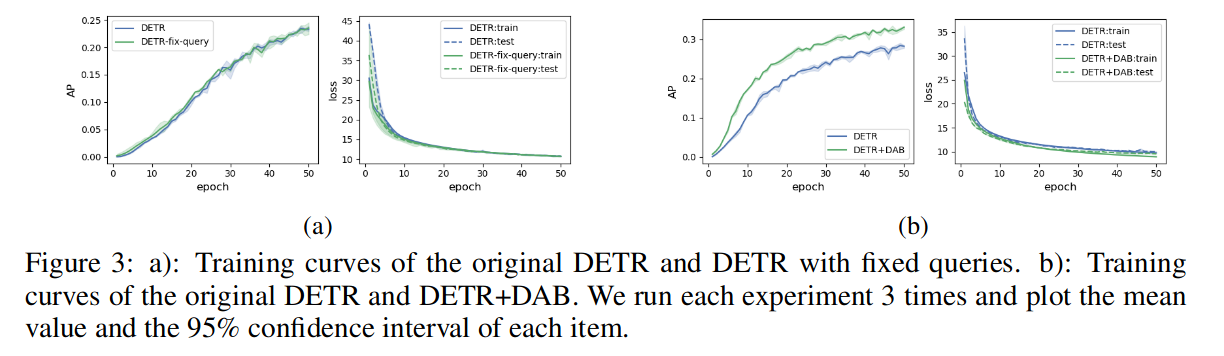 DETR
DETR-fix-query
0.25
0.20
0.15
0.10
0.05
0.00
AP
0 10 20 30 40 50
epoch
DETR:train
DETR:test
DETR-fix-query:train
DETR-fix-query:test
45
40
35
30
25
20
15
10
loss
0 10 20 30 40 50
epoch
(a)
0.3
0.2
0.1
0.0
AP
DETR
DETR+DAB
0 10 20 30 40 50
epoch
DETR:train
DETR:test
DETR+DAB:train
DETR+DAB:test
35
30
25
20
15
10
loss
0 10 20 30 40 50
epoch
(b)
Figure 3: a): Training curves of the original DETR and DETR with fixed queries. b): Training
curves of the original DETR and DETR+DAB. We run each experiment 3 times and plot the mean
value and the 95% confidence interval of each item.